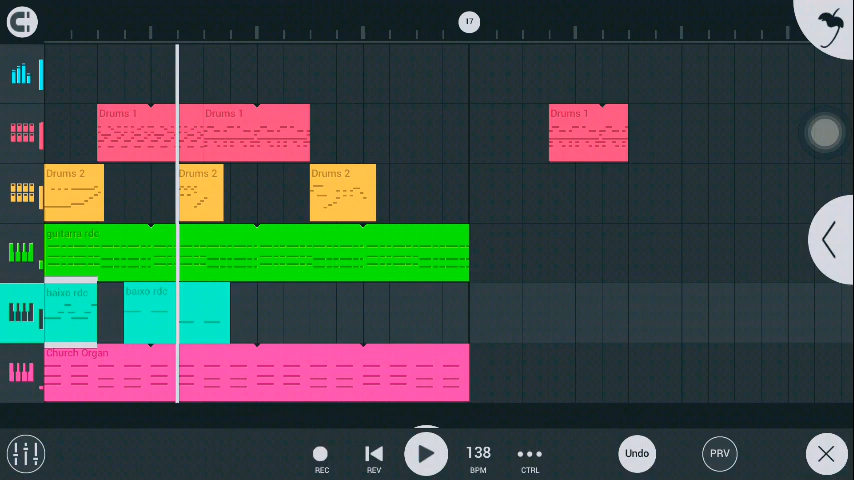 17
Drums 1
Drums 1
Drums 1
Drums 2
Drums 2
Drums 2
guitarra rdc
baixo rdc
baixo rdc
Church Organ
REC
REV
138
BPM
CTRL
Undo
PRV